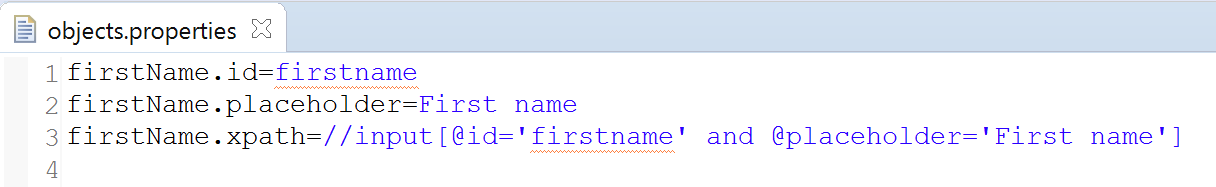 objects.properties
1 firstName.id=firstname
2 firstName.placeholder=First name
3 firstName.xpath=//input[@id='firstname' and @placeholder='First name']
4